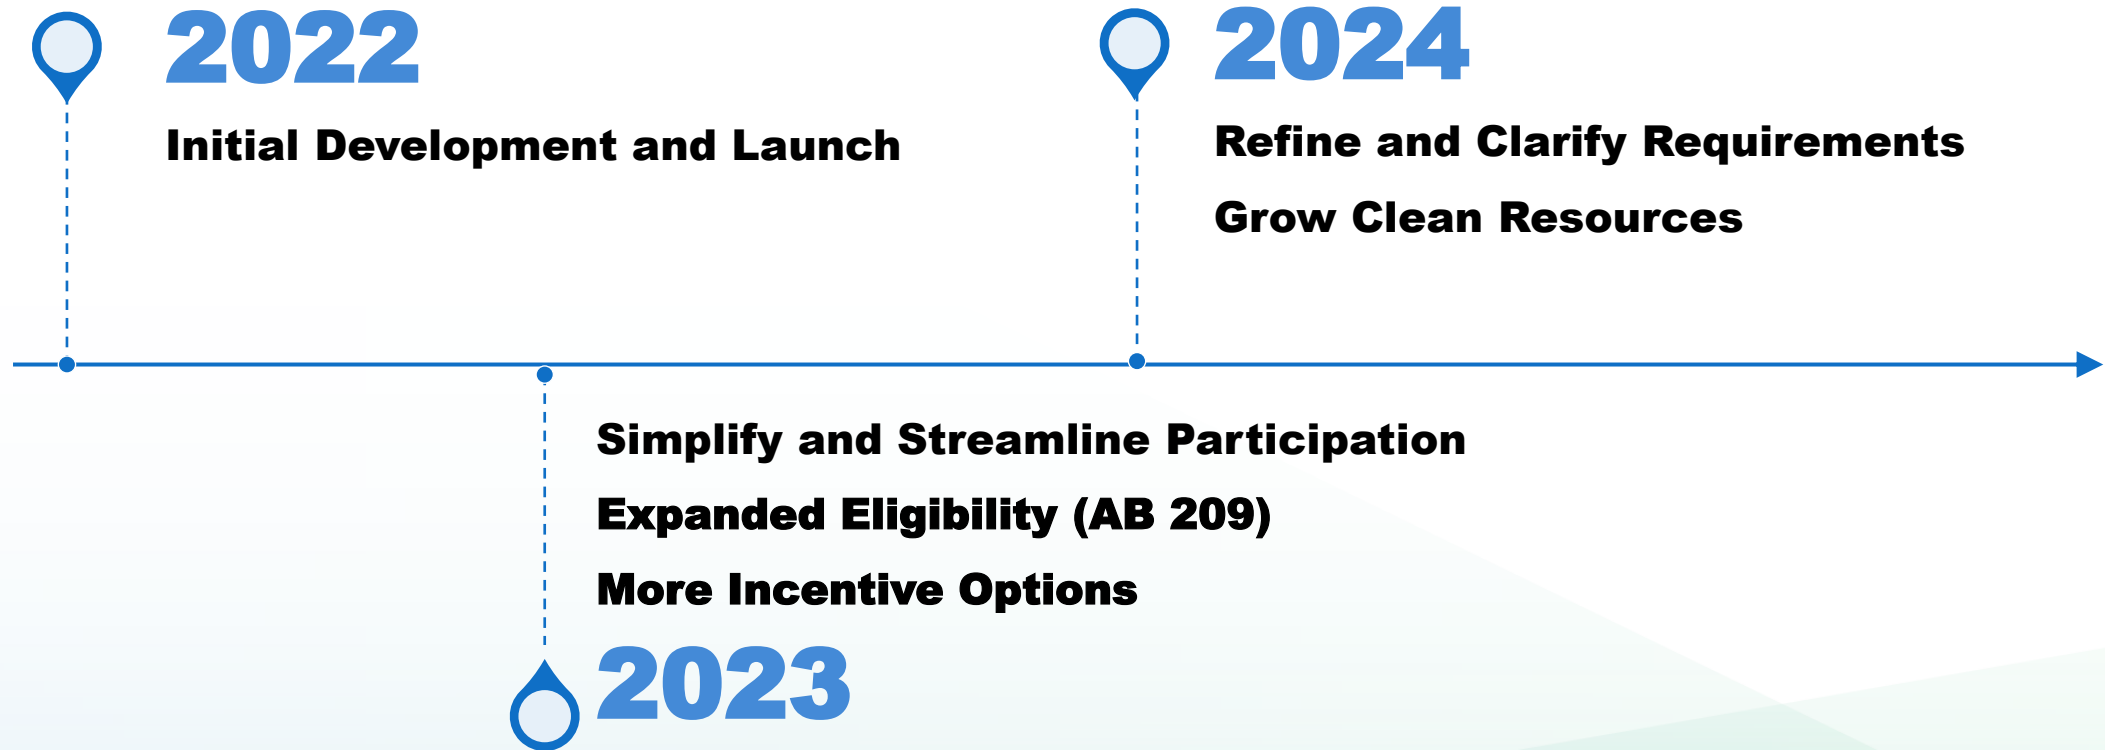 2022
Initial Development and Launch
2024
Refine and Clarify Requirements
Grow Clean Resources
Simplify and Streamline Participation
Expanded Eligibility (AB 209)
More Incentive Options
2023